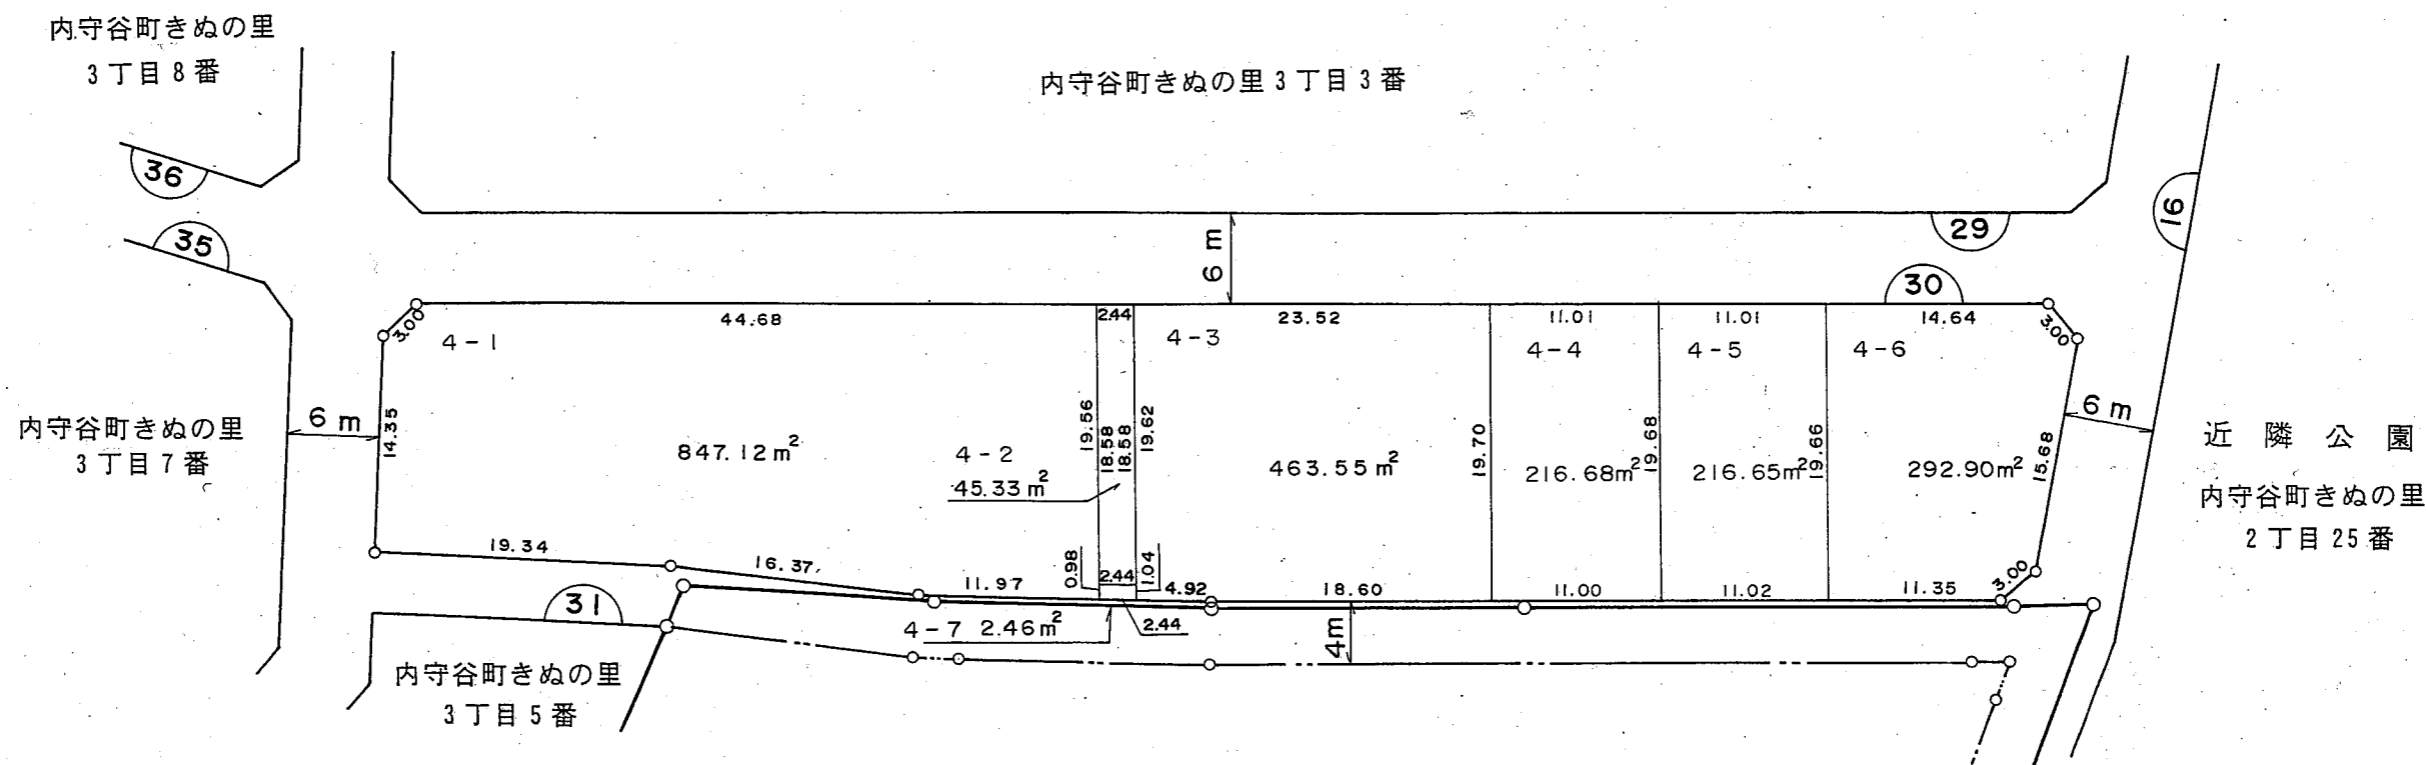 内守谷町きぬの里
3丁目8番
内守谷町きぬの里3丁目3番
36
35
16
29
6 m
30
3.00
4-1
44.68
2.44
4-3
23.52
11.01
4-4
11.01
4-5
14.64
4-6
3.00
内守谷町きぬの里
3丁目7番
6 m
14.35
847.12m²
4-2
45.33m²
19.56
18.58
18.58
19.62
463.55m²
19.70
216.68m²
19.68
216.65m²
19.66
292.90m²
15.68
6 m
近隣公園
内守谷町きぬの里
2丁目25番
19.34
16.37
11.97
0.98
2.44
1.04
4.92
18.60
11.00
11.02
11.35
3.00
31
4-7 2.46m²
2.44
4m
内守谷町きぬの里
3丁目5番